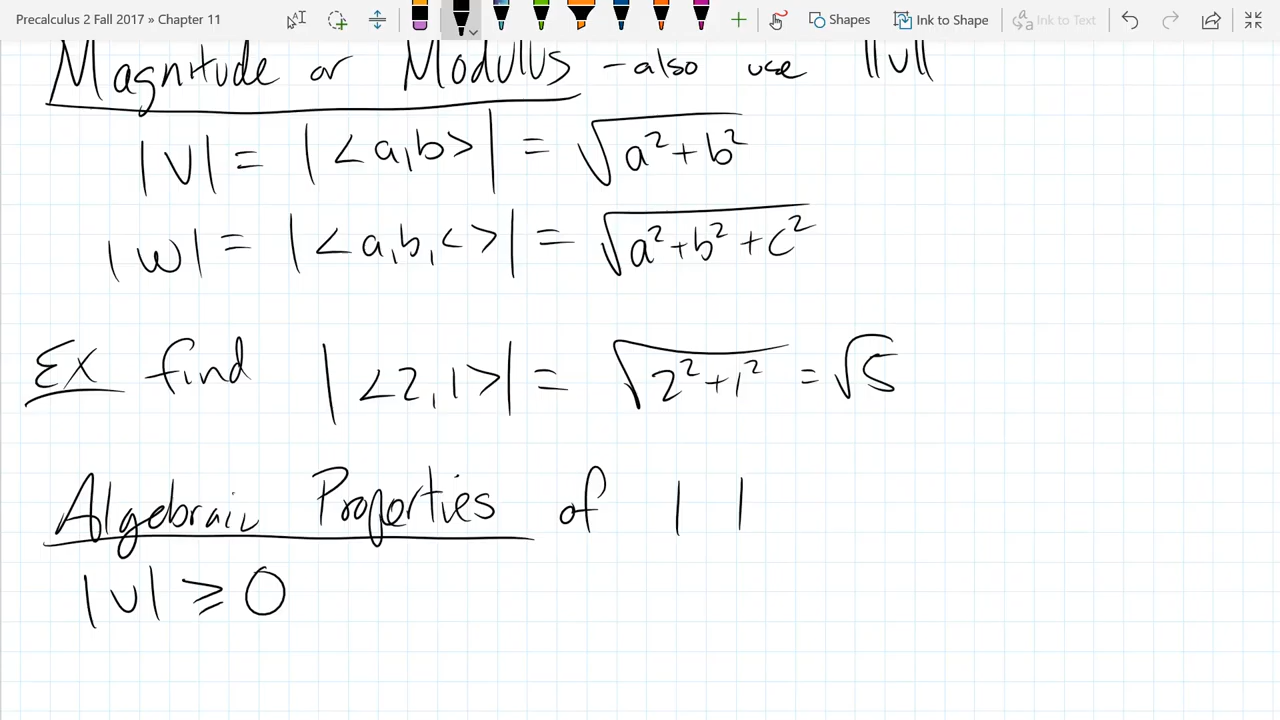 Precalculus 2 Fall 2017 » Chapter 11 Shapes Ink to Shape Ink to Text
Magnitude or Modulus - also use ||v||
|v| = |<a,b>| = √a²+b²
|w| = |<a,b,c>| = √a²+b²+c²
Ex find |<2,1>| = √2²+1² = √5
Algebraic Properties of | |
|v| ≥ 0